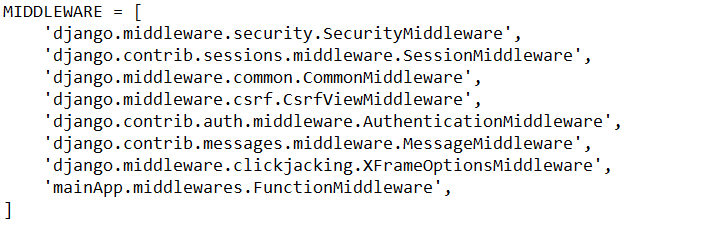 MIDDLEWARE = [
    'django.middleware.security.SecurityMiddleware',
    'django.contrib.sessions.middleware.SessionMiddleware',
    'django.middleware.common.CommonMiddleware',
    'django.middleware.csrf.CsrfViewMiddleware',
    'django.contrib.auth.middleware.AuthenticationMiddleware',
    'django.contrib.messages.middleware.MessageMiddleware',
    'django.middleware.clickjacking.XFrameOptionsMiddleware',
    'mainApp.middlewares.FunctionMiddleware',
]